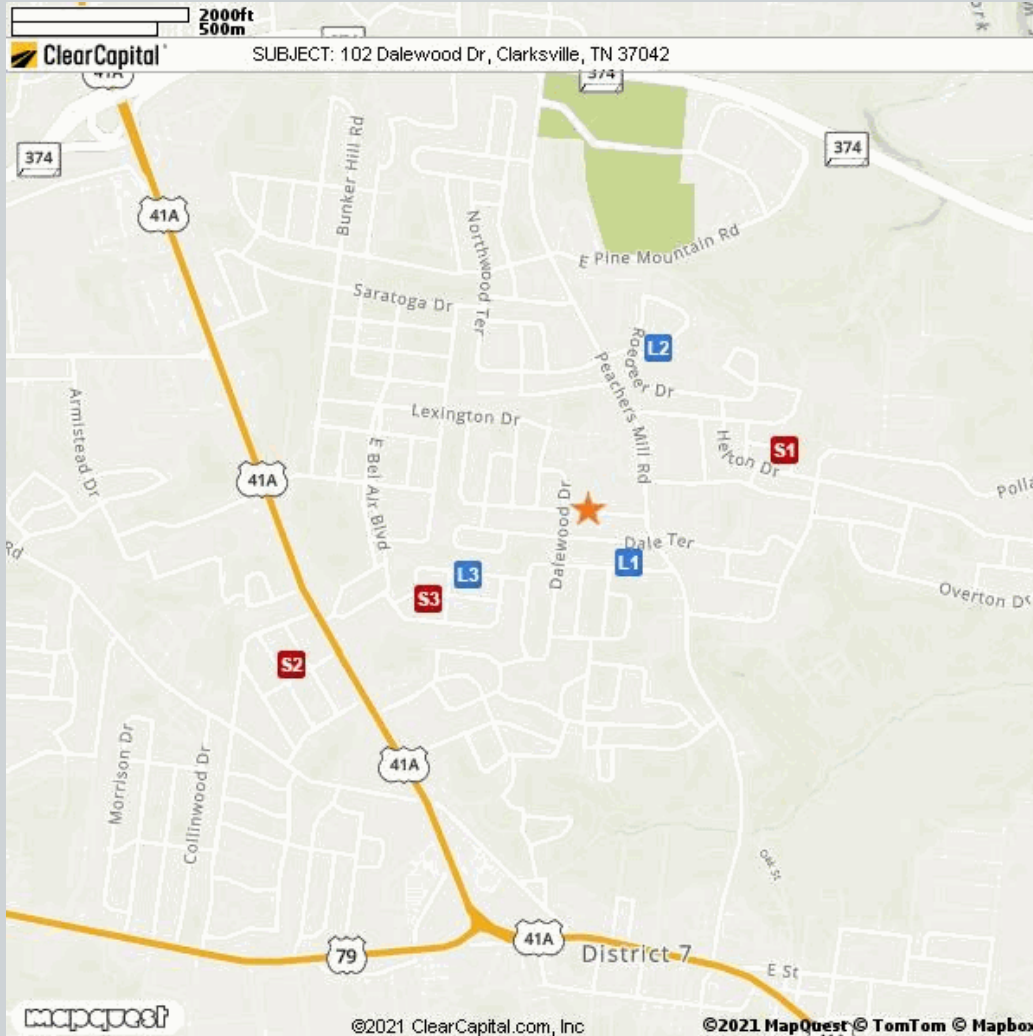 2000ft
500m
ClearCapital
SUBJECT: 102 Dalewood Dr, Clarksville, TN 37042
41A
374
374
374
41A
Bunker Hill Rd
Northwood Ter
E Pine Mountain Rd
Saratoga Dr
L2
Peachers Mill Rd
Armistead Dr
Lexington Dr
E Bel Air Blvd
Helton Dr
S1
41A
Dalewood Dr
Dale Ter
L1
L3
S3
Overton Dr
Rd
S2
41A
Morrison Dr
Collinwood Dr
Oak St
79
41A
District 7
E St
mapquest
©2021 ClearCapital.com, Inc
©2021 MapQuest © TomTom © Mapbox